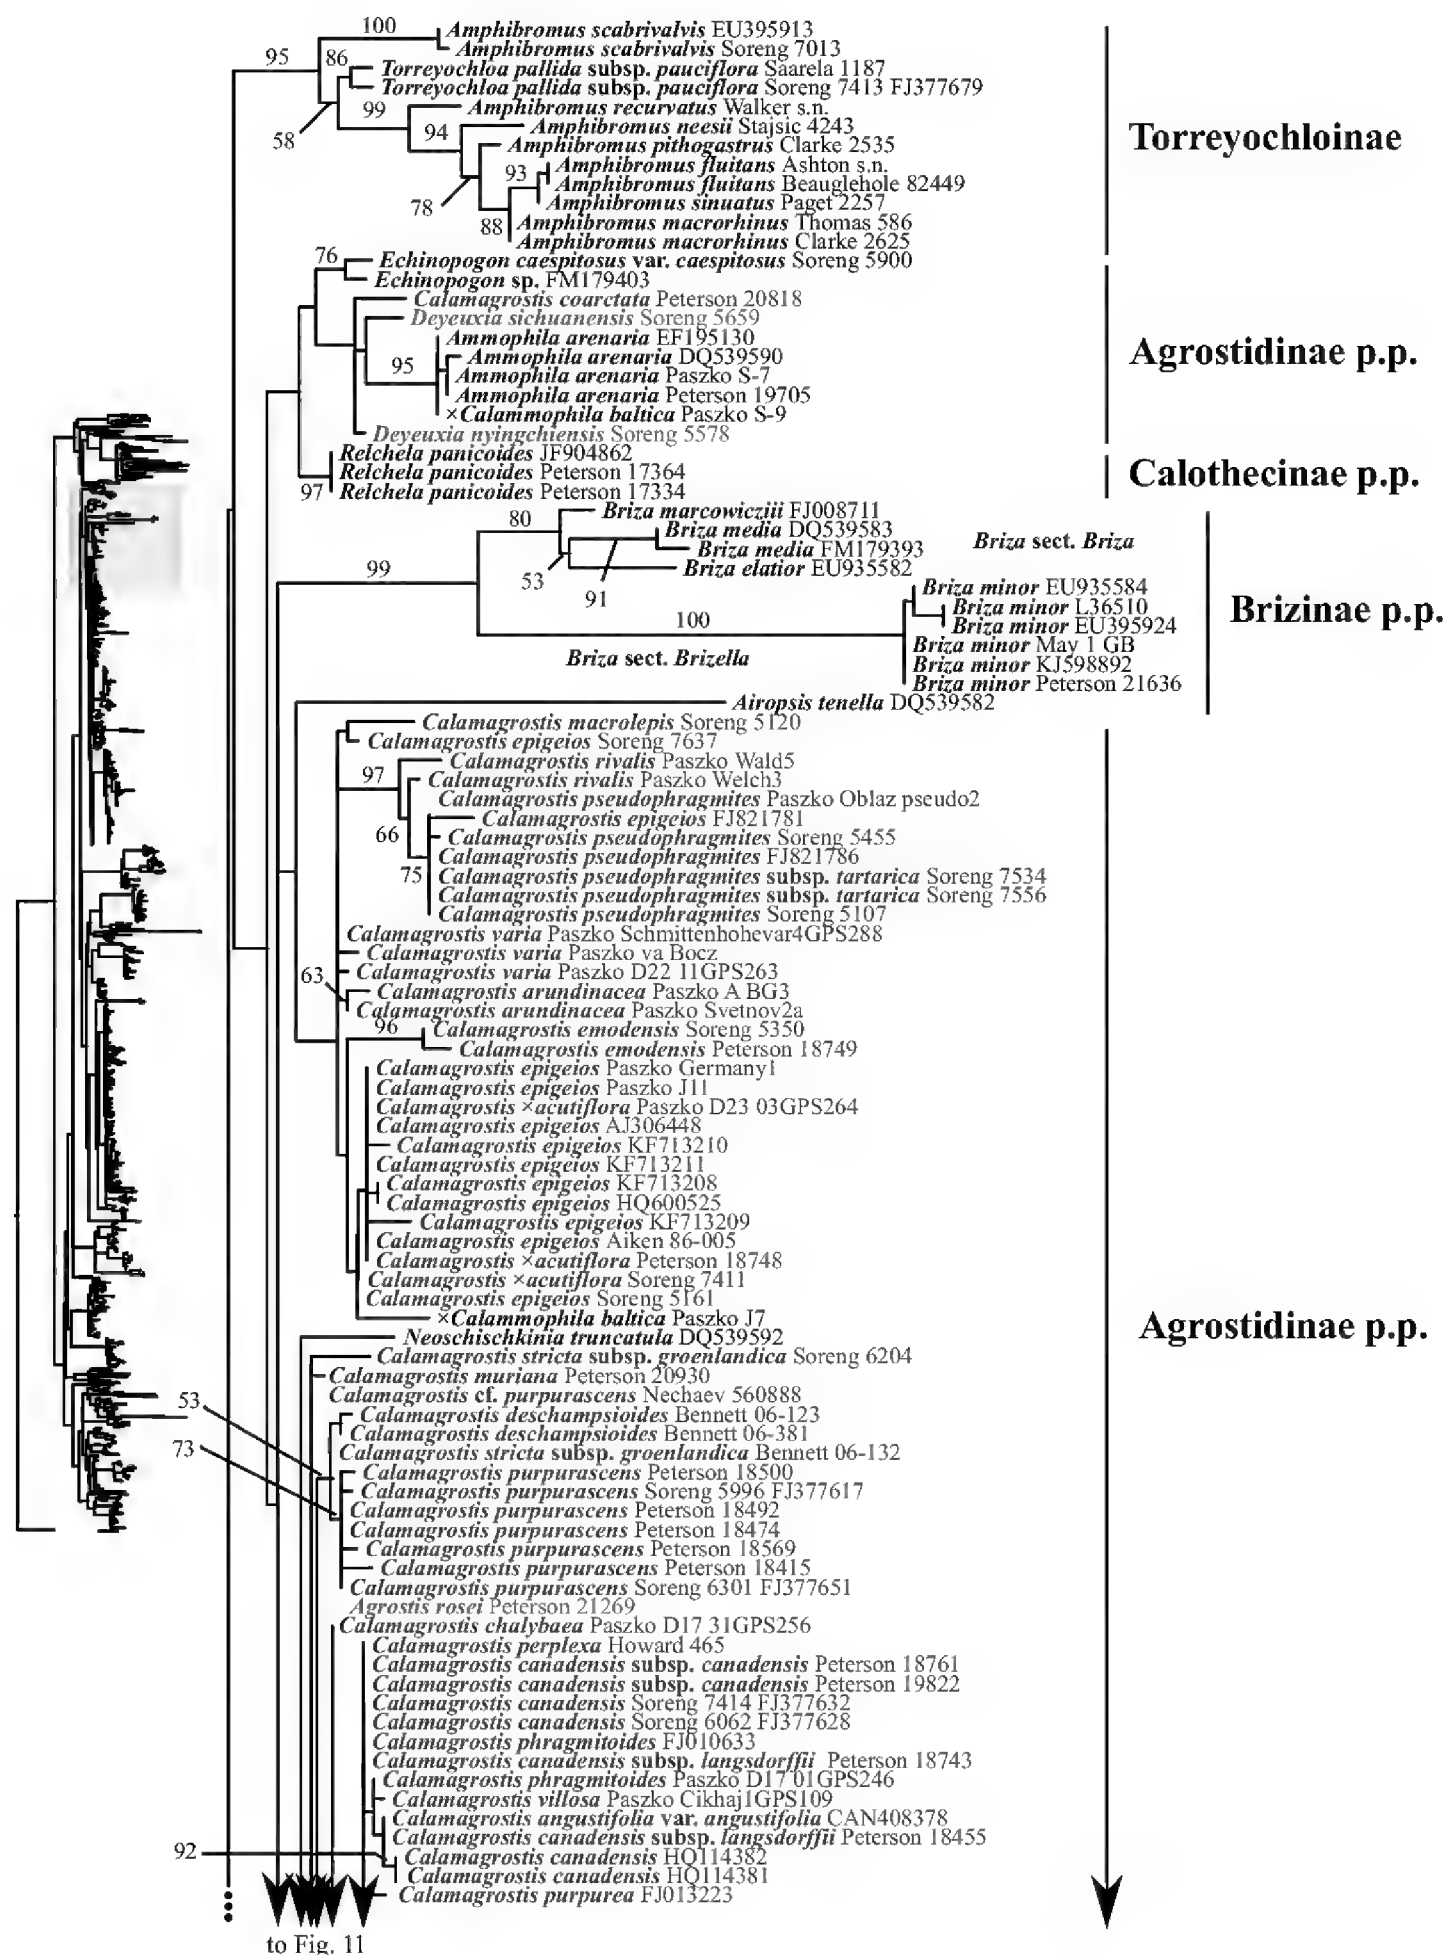 100
Amphibromus scabrivalvis EU395913
Amphibromus scabrivalvis Soreng 7013
95
86
Torreyochloa pallida subsp. pauciflora Saarela 1187
Torreyochloa pallida subsp. pauciflora Soreng 7413 FJ377679
99
Amphibromus recurvatus Walker s.n.
58
94
Amphibromus neesii Stajsic 4243
Amphibromus pithogastrus Clarke 2535
Torreyochloinae
93
Amphibromus fluitans Ashton s.n.
Amphibromus fluitans Beauglehole 82449
78
Amphibromus sinuatus Paget 2257
88
Amphibromus macrorhinus Thomas 586
Amphibromus macrorhinus Clarke 2625
76
Echinopogon caespitosus var. caespitosus Soreng 5900
Echinopogon sp. FM179403
Calamagrostis coarctata Peterson 20818
Deyeuxia sichuanensis Soreng 5659
Ammophila arenaria EF195130
Ammophila arenaria DQ539590
Agrostidinae p.p.
95
Ammophila arenaria Paszko S-7
Ammophila arenaria Peterson 19705
×Calammophila baltica Paszko S-9
Deyeuxia nyingchiensis Soreng 5578
Relchela panicoides JF904862
Relchela panicoides Peterson 17364
Calothecinae p.p.
97
Relchela panicoides Peterson 17334
80
Briza marcowicziii FJ008711
Briza media DQ539583
Briza sect. Briza
Briza media FM179393
99
53
Briza elatior EU935582
91
Briza minor EU935584
Briza minor L36510
Brizinae p.p.
100
Briza minor EU395924
Briza minor May 1 GB
Briza sect. Brizella
Briza minor KJ598892
Briza minor Peterson 21636
Airopsis tenella DQ539582
Calamagrostis macrolepis Soreng 5120
Calamagrostis epigeios Soreng 7637
Calamagrostis rivalis Paszko Wald5
97
Calamagrostis rivalis Paszko Welch3
Calamagrostis pseudophragmites Paszko Oblaz pseudo2
Calamagrostis epigeios FJ821781
66
Calamagrostis pseudophragmites Soreng 5455
Calamagrostis pseudophragmites FJ821786
75
Calamagrostis pseudophragmites subsp. tartarica Soreng 7534
Calamagrostis pseudophragmites subsp. tartarica Soreng 7556
Calamagrostis pseudophragmites Soreng 5107
Calamagrostis varia Paszko Schmittenhohevar4GPS288
Calamagrostis varia Paszko va Bocz
63
Calamagrostis varia Paszko D22 11GPS263
Calamagrostis arundinacea Paszko A BG3
Calamagrostis arundinacea Paszko Svetnov2a
96
Calamagrostis emodensis Soreng 5350
Calamagrostis emodensis Peterson 18749
Calamagrostis epigeios Paszko Germany1
Calamagrostis epigeios Paszko J11
Calamagrostis ×acutiflora Paszko D23 03GPS264
Calamagrostis epigeios AJ306448
Calamagrostis epigeios KF713210
Calamagrostis epigeios KF713211
Calamagrostis epigeios KF713208
Calamagrostis epigeios HQ600525
Calamagrostis epigeios KF713209
Calamagrostis epigeios Aiken 86-005
Calamagrostis ×acutiflora Peterson 18748
Calamagrostis ×acutiflora Soreng 7411
Calamagrostis epigeios Soreng 5161
×Calammophila baltica Paszko J7
Agrostidinae p.p.
Neoschischkinia truncatula DQ539592
Calamagrostis stricta subsp. groenlandica Soreng 6204
Calamagrostis muriana Peterson 20930
53
Calamagrostis cf. purpurascens Nechaev 560888
Calamagrostis deschampsioides Bennett 06-123
Calamagrostis deschampsioides Bennett 06-381
73
Calamagrostis stricta subsp. groenlandica Bennett 06-132
Calamagrostis purpurascens Peterson 18500
Calamagrostis purpurascens Soreng 5996 FJ377617
Calamagrostis purpurascens Peterson 18492
Calamagrostis purpurascens Peterson 18474
Calamagrostis purpurascens Peterson 18569
Calamagrostis purpurascens Peterson 18415
Calamagrostis purpurascens Soreng 6301 FJ377651
Agrostis rosei Peterson 21269
Calamagrostis chalybaea Paszko D17 31GPS256
Calamagrostis perplexa Howard 465
Calamagrostis canadensis subsp. canadensis Peterson 18761
Calamagrostis canadensis subsp. canadensis Peterson 19822
Calamagrostis canadensis Soreng 7414 FJ377632
Calamagrostis canadensis Soreng 6062 FJ377628
Calamagrostis phragmitoides FJ010633
Calamagrostis canadensis subsp. langsdorffii Peterson 18743
Calamagrostis phragmitoides Paszko D17 01GPS246
Calamagrostis villosa Paszko Cikhaj1GPS109
Calamagrostis angustifolia var. angustifolia CAN408378
Calamagrostis canadensis subsp. langsdorffii Peterson 18455
92
Calamagrostis canadensis HQ114382
Calamagrostis canadensis HQ114381
Calamagrostis purpurea FJ013223
to Fig. 11